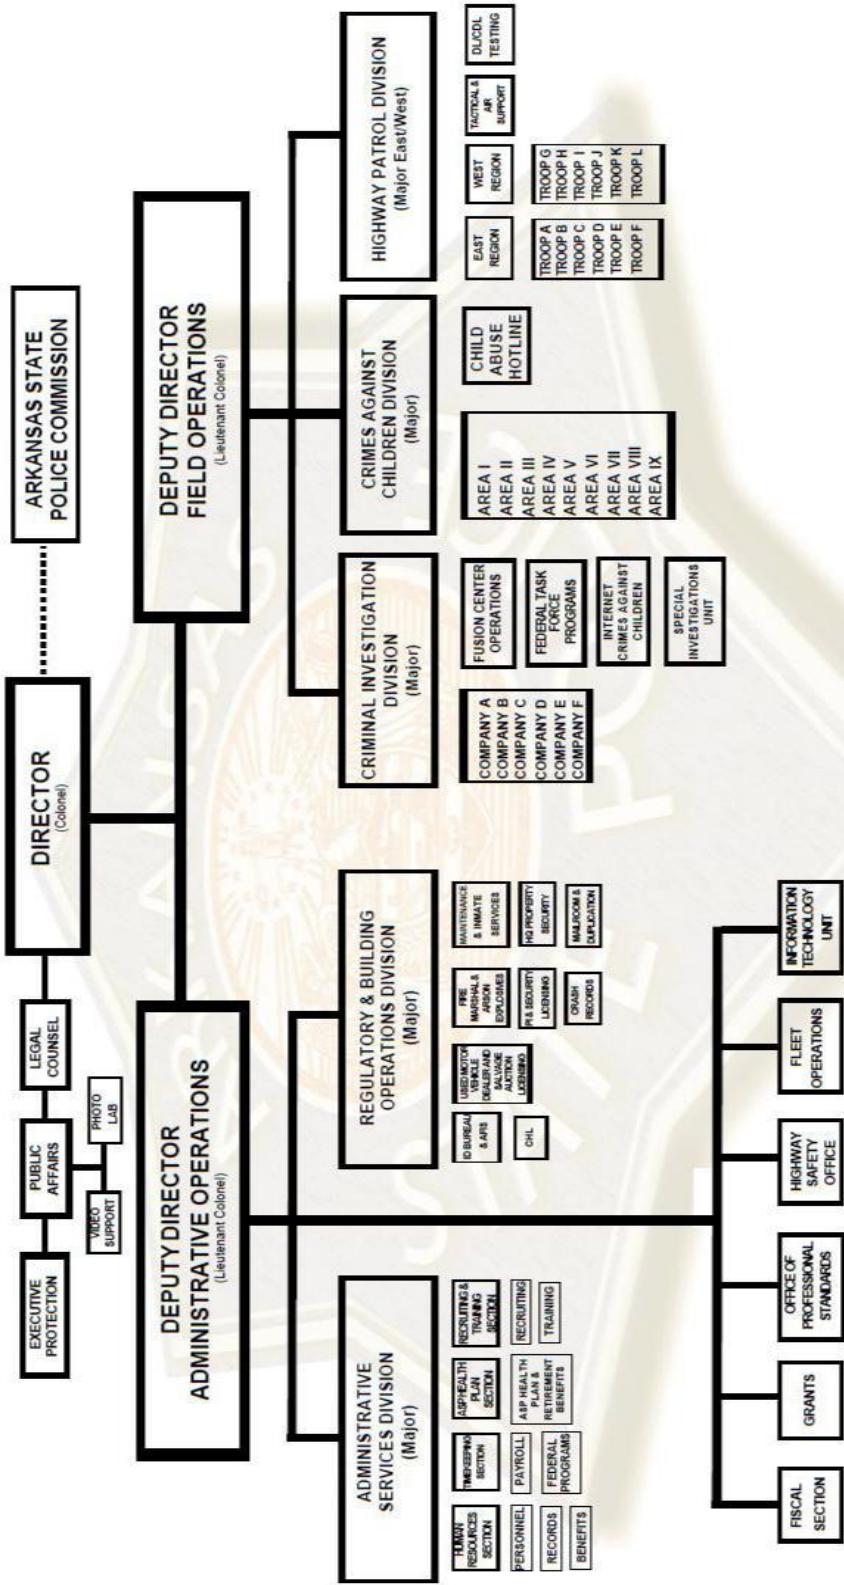 ARKANSAS STATE
POLICE COMMISSION
DIRECTOR
(Colonel)
LEGAL
COUNSEL
PUBLIC
AFFAIRS
EXECUTIVE
PROTECTION
VIDEO
SUPPORT
PHOTO
LAB
DEPUTY DIRECTOR
ADMINISTRATIVE OPERATIONS
(Lieutenant Colonel)
DEPUTY DIRECTOR
FIELD OPERATIONS
(Lieutenant Colonel)
ADMINISTRATIVE
SERVICES DIVISION
(Major)
HUMAN
RESOURCES
SECTION
PERSONNEL
RECORDS
BENEFITS
TIMEKEEPING
SECTION
PAYROLL
FEDERAL
PROGRAMS
ASP HEALTH
PLAN
SECTION
ASP HEALTH
PLAN &
RETIREMENT
BENEFITS
RECRUITING &
TRAINING
SECTION
RECRUITING
TRAINING
REGULATORY & BUILDING
OPERATIONS DIVISION
(Major)
ID BUREAU
& AFIS
CHL
USED MOTOR
VEHICLE
DEALER AND
SALVAGE
AUCTION
LICENSING
FIRE
MARSHAL &
ARSON
EXPLOSIVES
PI & SECURITY
LICENSING
CRASH
RECORDS
MAINTENANCE
& INMATE
SERVICES
HQ PROPERTY
SECURITY
MAILROOM &
DUPLICATION
CRIMINAL INVESTIGATION
DIVISION
(Major)
COMPANY A
COMPANY B
COMPANY C
COMPANY D
COMPANY E
COMPANY F
FUSION CENTER
OPERATIONS
FEDERAL TASK
FORCE
PROGRAMS
INTERNET
CRIMES AGAINST
CHILDREN
SPECIAL
INVESTIGATIONS
UNIT
CRIMES AGAINST
CHILDREN DIVISION
(Major)
AREA I
AREA II
AREA III
AREA IV
AREA V
AREA VI
AREA VII
AREA VIII
AREA IX
CHILD
ABUSE
HOTLINE
HIGHWAY PATROL DIVISION
(Major East/West)
EAST
REGION
TROOP A
TROOP B
TROOP C
TROOP D
TROOP E
TROOP F
WEST
REGION
TROOP G
TROOP H
TROOP I
TROOP J
TROOP K
TROOP L
TACTICAL &
AIR
SUPPORT
DL/CDL
TESTING
FISCAL
SECTION
GRANTS
OFFICE OF
PROFESSIONAL
STANDARDS
HIGHWAY
SAFETY
OFFICE
FLEET
OPERATIONS
INFORMATION
TECHNOLOGY
UNIT
ARKANSAS
STATE POLICE